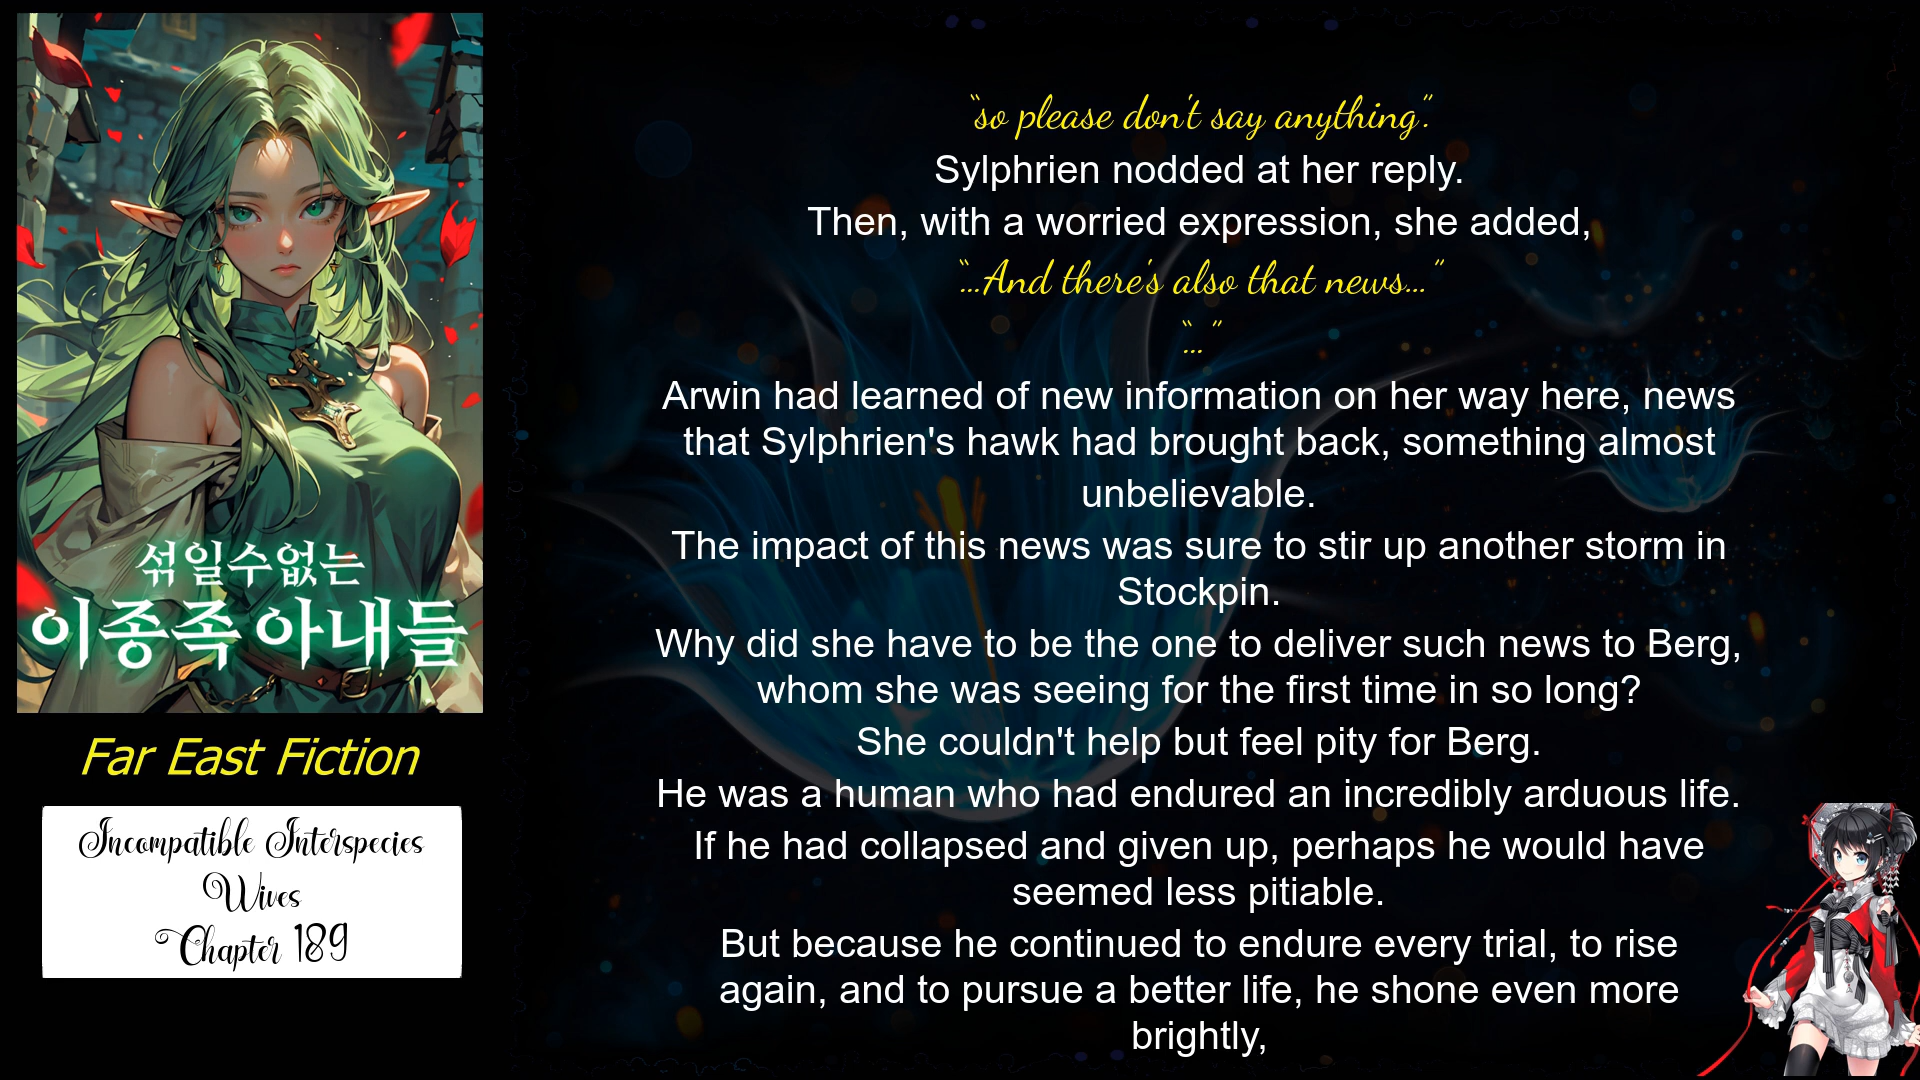 섞일수없는
이종족 아내들
Far East Fiction
Incompatible Interspecies
Wives
Chapter 189
“so please don't say anything.”
Sylphrien nodded at her reply.
Then, with a worried expression, she added,
“…And there's also that news…”
“…”
Arwin had learned of new information on her way here, news
that Sylphrien's hawk had brought back, something almost
unbelievable.
The impact of this news was sure to stir up another storm in
Stockpin.
Why did she have to be the one to deliver such news to Berg,
whom she was seeing for the first time in so long?
She couldn't help but feel pity for Berg.
He was a human who had endured an incredibly arduous life.
If he had collapsed and given up, perhaps he would have
seemed less pitiable.
But because he continued to endure every trial, to rise
again, and to pursue a better life, he shone even more
brightly,